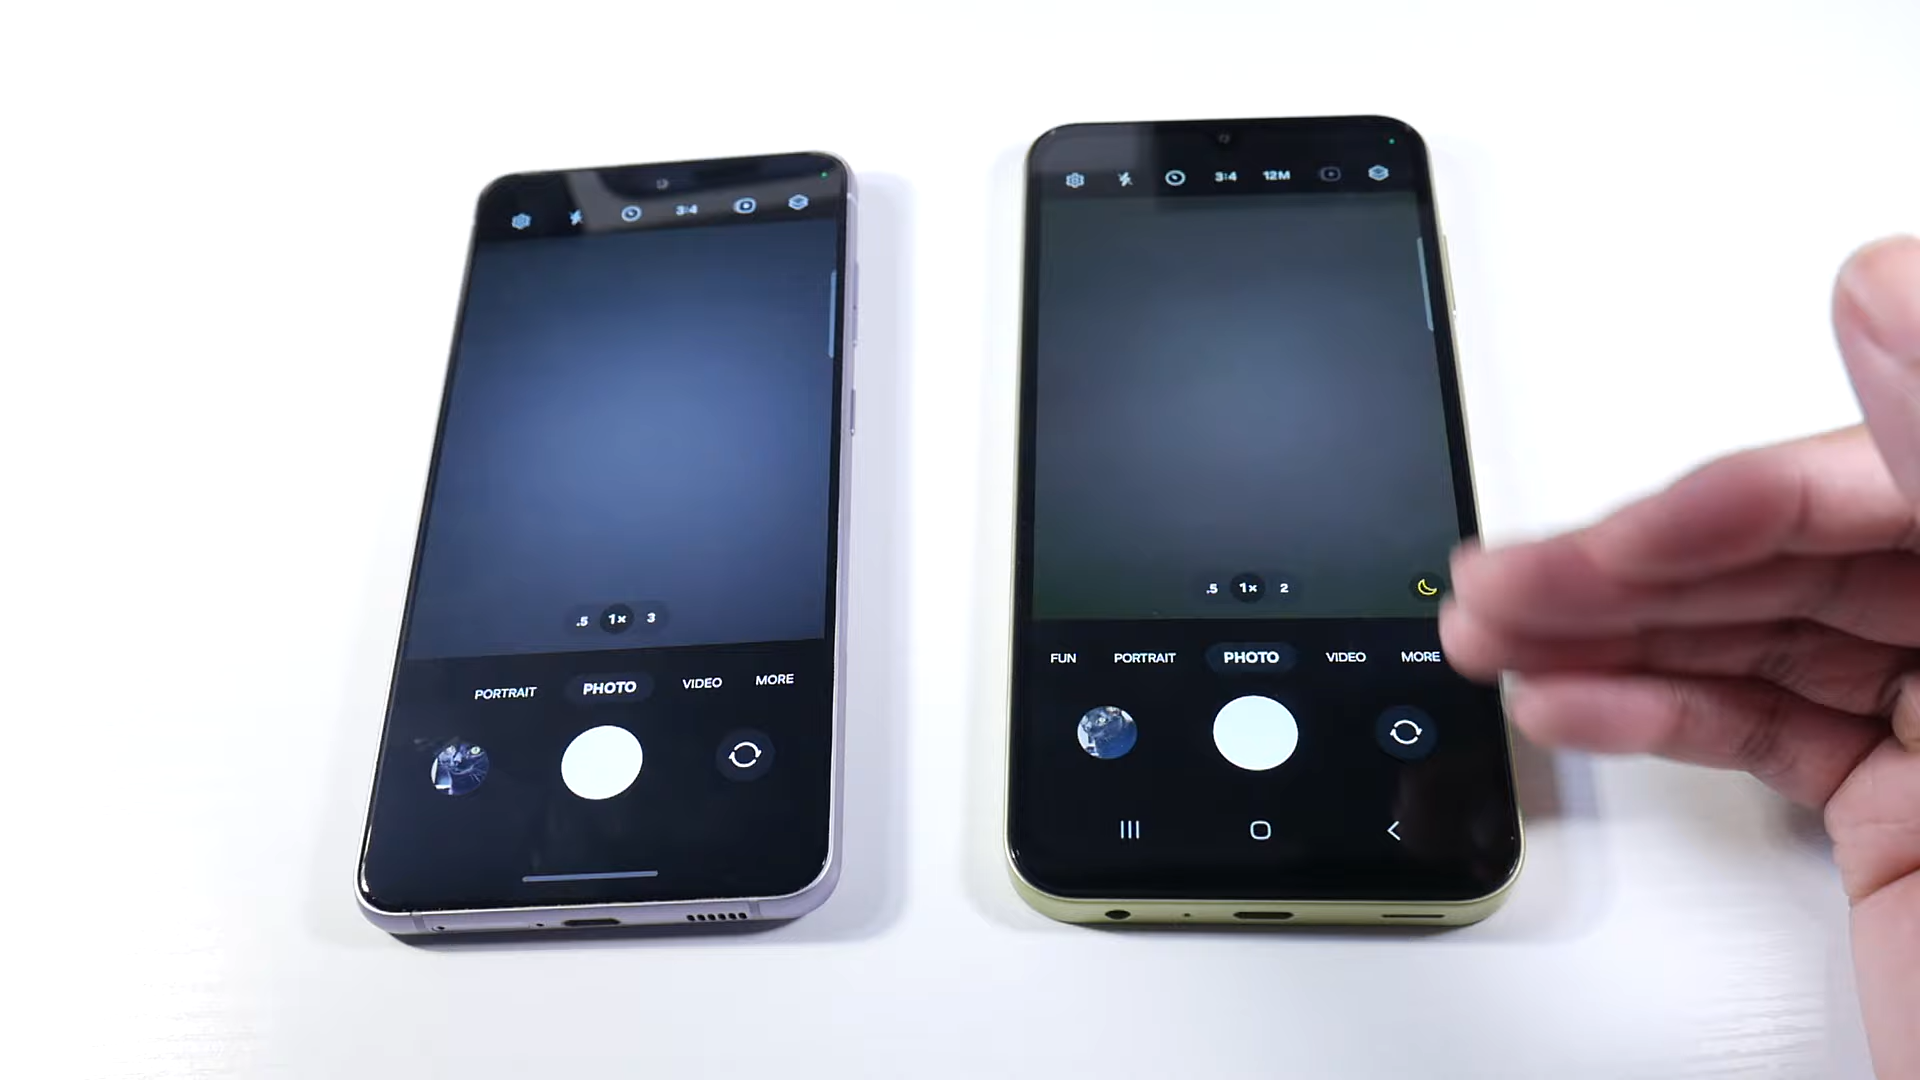 3:4
.5 1× 3
PORTRAIT PHOTO VIDEO MORE
3:4 12M
.5 1× 2
FUN PORTRAIT PHOTO VIDEO MORE